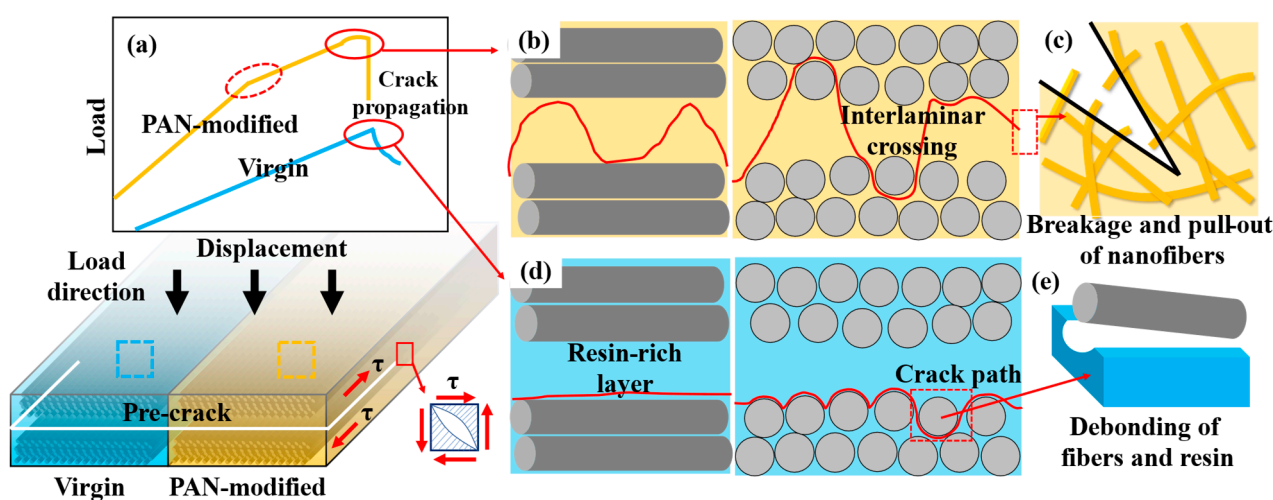 (a)
Load
PAN-modified
Virgin
Crack
propagation
Displacement
Load
direction
Pre-crack
τ
τ
τ
Virgin
PAN-modified
(b)
Interlaminar
crossing
(c)
Breakage and pull-out
of nanofibers
(d)
Resin-rich
layer
Crack path
(e)
Debonding of
fibers and resin